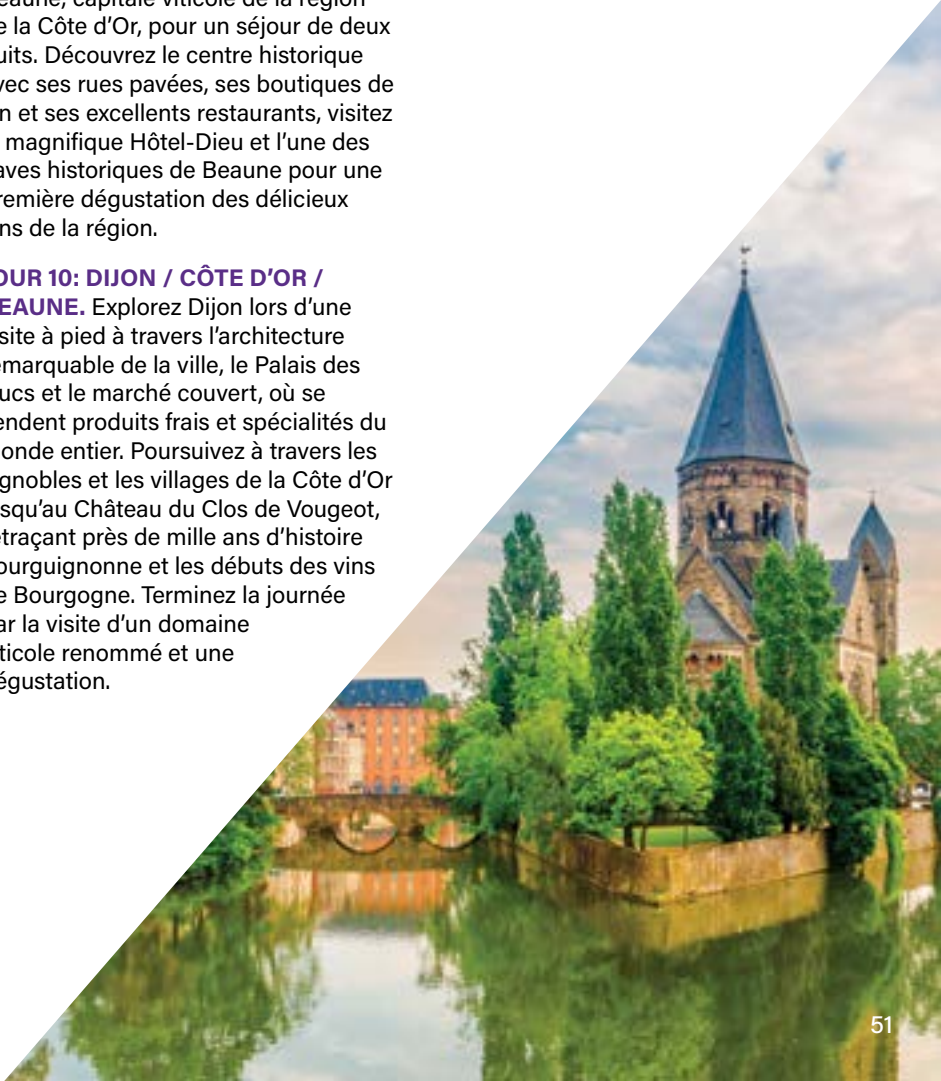 eaune, capitale viticole de la région
e la Côte d'Or, pour un séjour de deux
uits. Découvrez le centre historique
vec ses rues pavées, ses boutiques de
n et ses excellents restaurants, visitez
magnifique Hôtel-Dieu et l'une des
aves historiques de Beaune pour une
remière dégustation des délicieux
ns de la région.
OUR 10: DIJON / CÔTE D'OR /
EAUNE. Explorez Dijon lors d'une
site à pied à travers l'architecture
emarquable de la ville, le Palais des
ucs et le marché couvert, où se
endent produits frais et spécialités du
onde entier. Poursuivez à travers les
gnobles et les villages de la Côte d'Or
squ'au Château du Clos de Vougeot,
etraçant près de mille ans d'histoire
ourguignonne et les débuts des vins
e Bourgogne. Terminez la journée
ar la visite d'un domaine
ticole renommé et une
égustation.
51